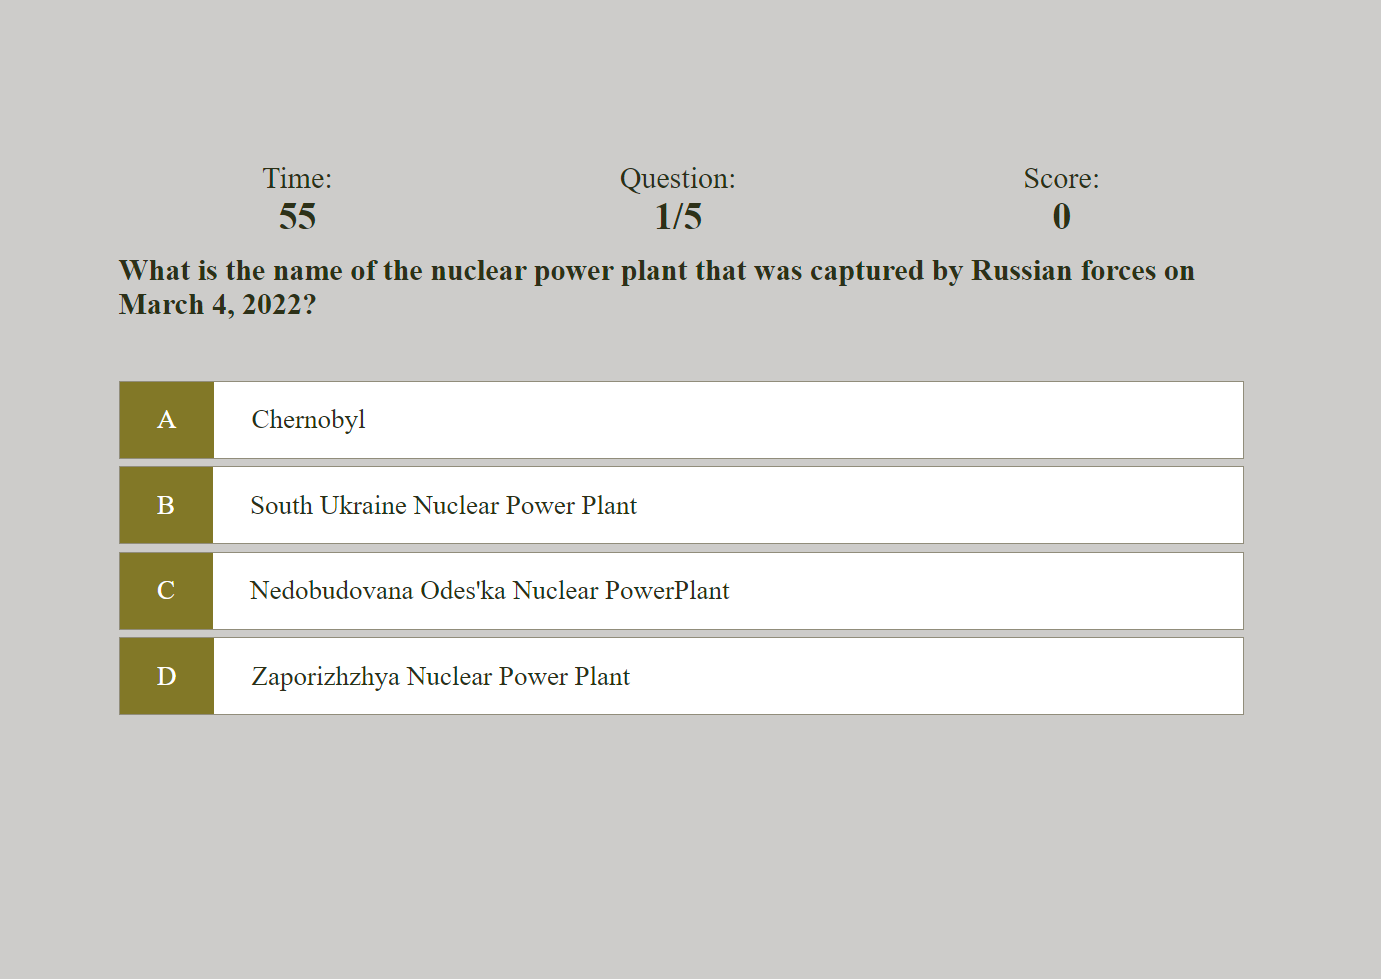 Time:
Question:
Score:
55
1/5
0
What is the name of the nuclear power plant that was captured by Russian forces on
March 4, 2022?
A
Chernobyl
B
South Ukraine Nuclear Power Plant
C
Nedobudovana Odes'ka Nuclear PowerPlant
D
Zaporizhzhya Nuclear Power Plant